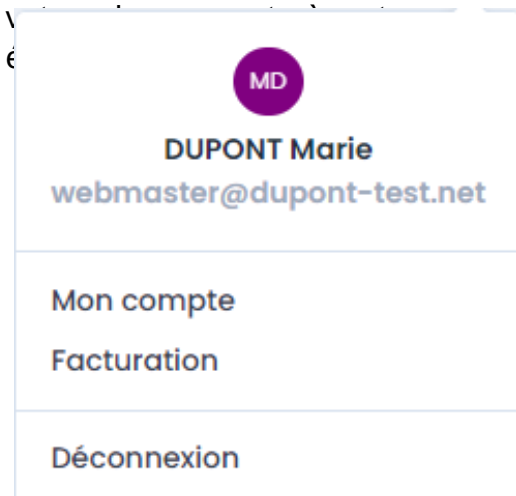 MD
DUPONT Marie
webmaster@dupont-test.net
Mon compte
Facturation
Déconnexion